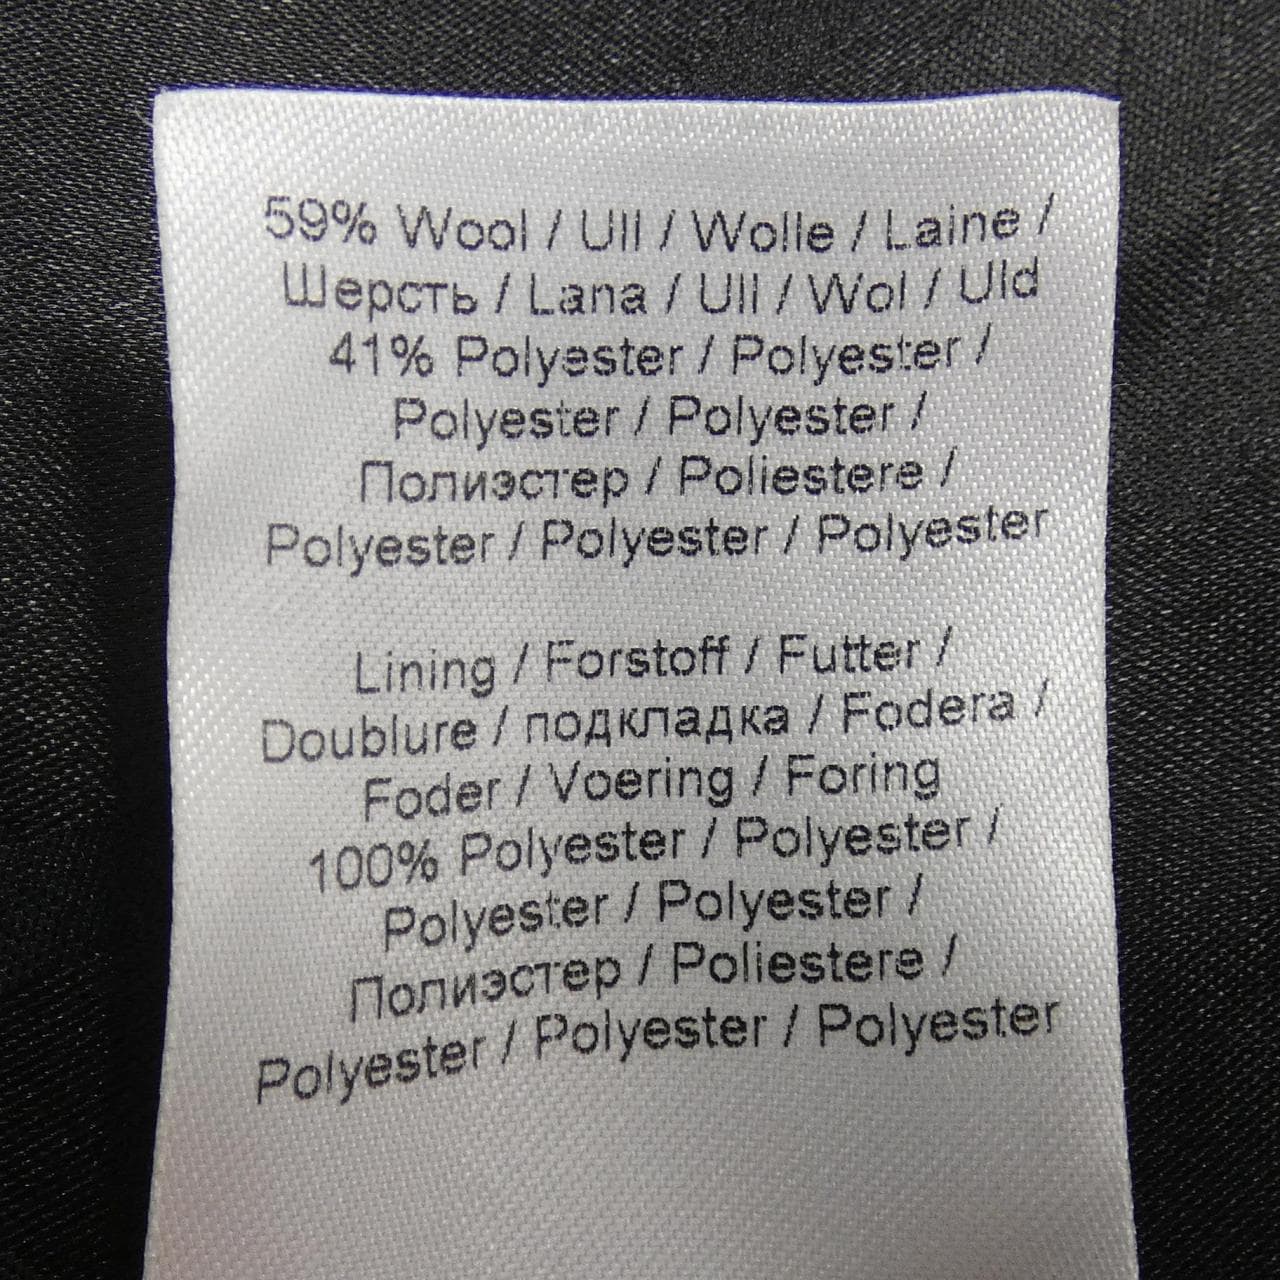 59% Wool / Ull / Wolle / Laine /
Шерсть / Lana / Ull / Wol / Uld
41% Polyester / Polyester /
Polyester / Polyester /
Полиэстер / Poliestere /
Polyester / Polyester / Polyester
Lining / Forstoff / Futter /
Doublure / подкладка / Fodera /
Foder / Voering / Foring
100% Polyester / Polyester /
Polyester / Polyester /
Полиэстер / Poliestere /
Polyester / Polyester / Polyester